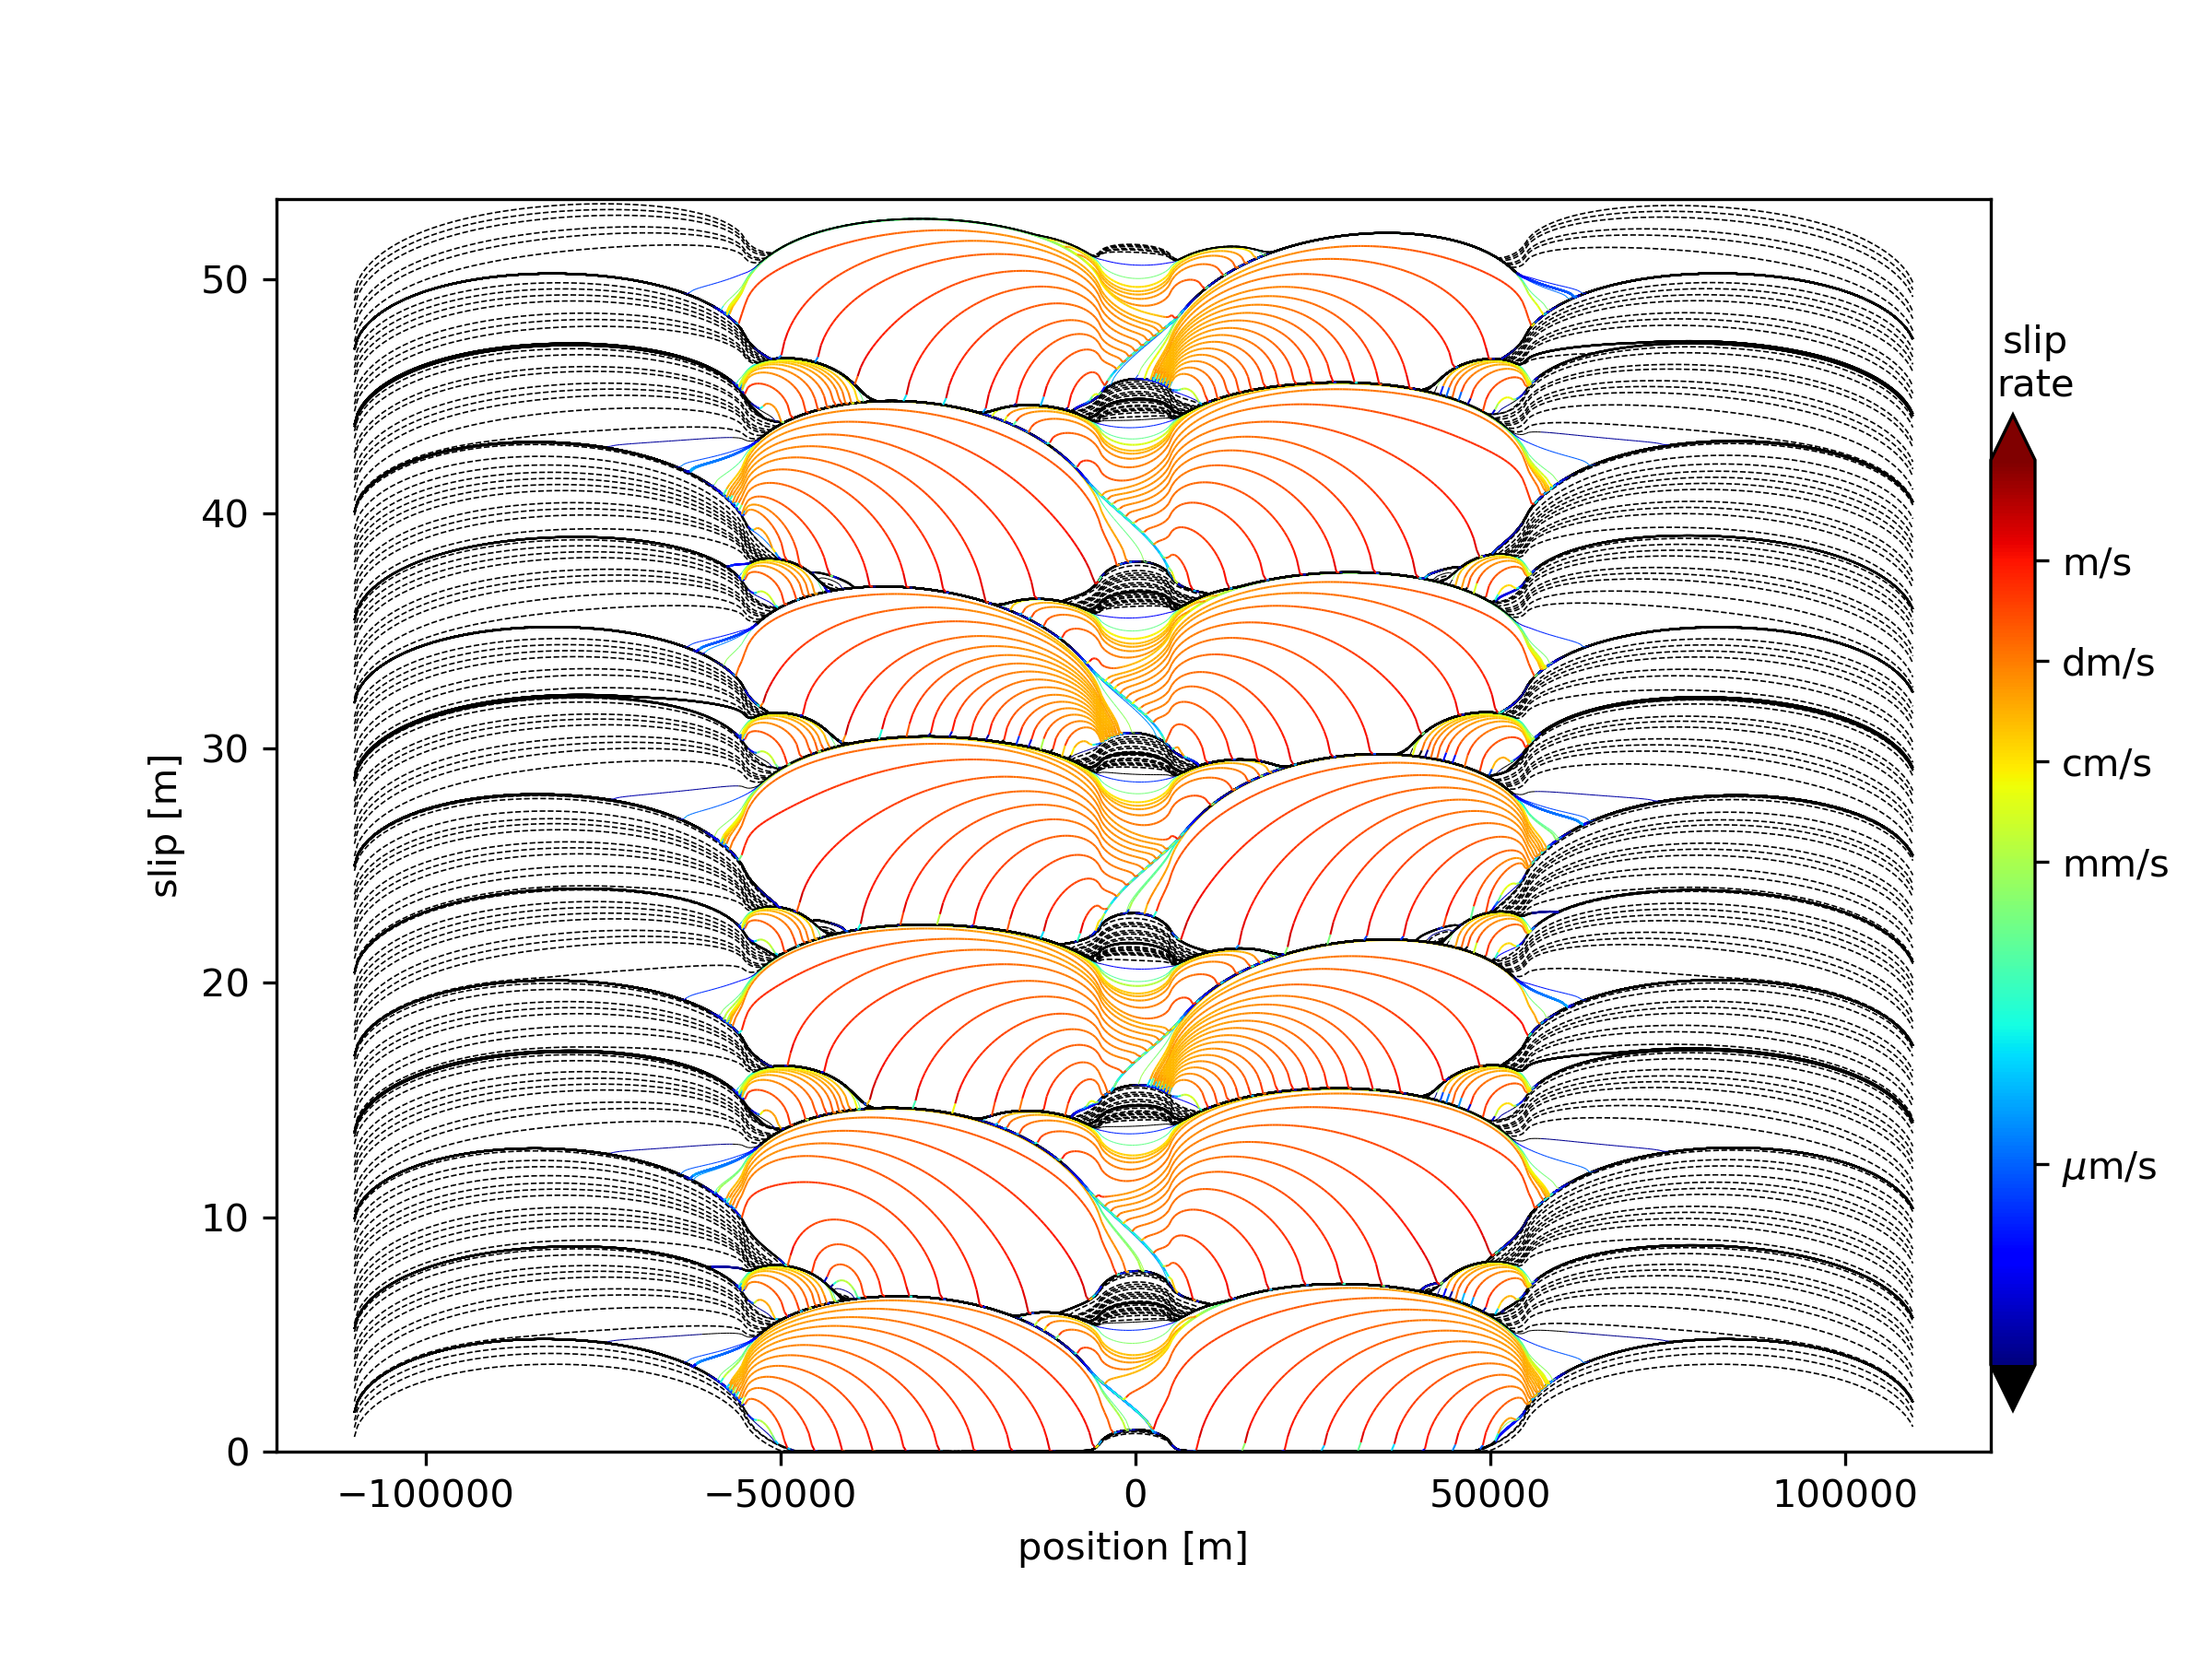 slip
rate
50
40
30
20
10
0
slip [m]
m/s
dm/s
cm/s
mm/s
μm/s
−100000
−50000
0
50000
100000
position [m]